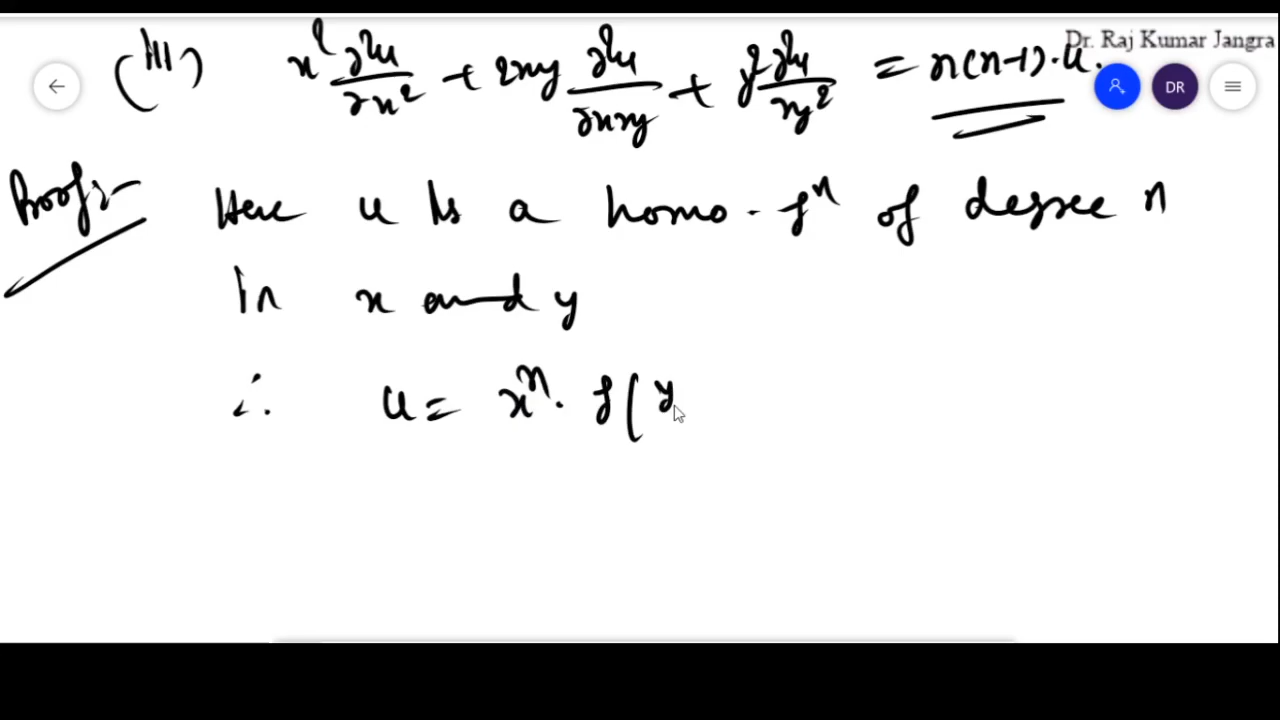 Dr. Raj Kumar Jangra
(III) x² ∂²u/∂x² + 2xy ∂²u/∂x∂y + y² ∂²u/∂y² = n(n-1).u.
DR
Proof:- Here u is a homo. fⁿ of degree n
in x and y
∴ u = xⁿ. f( y